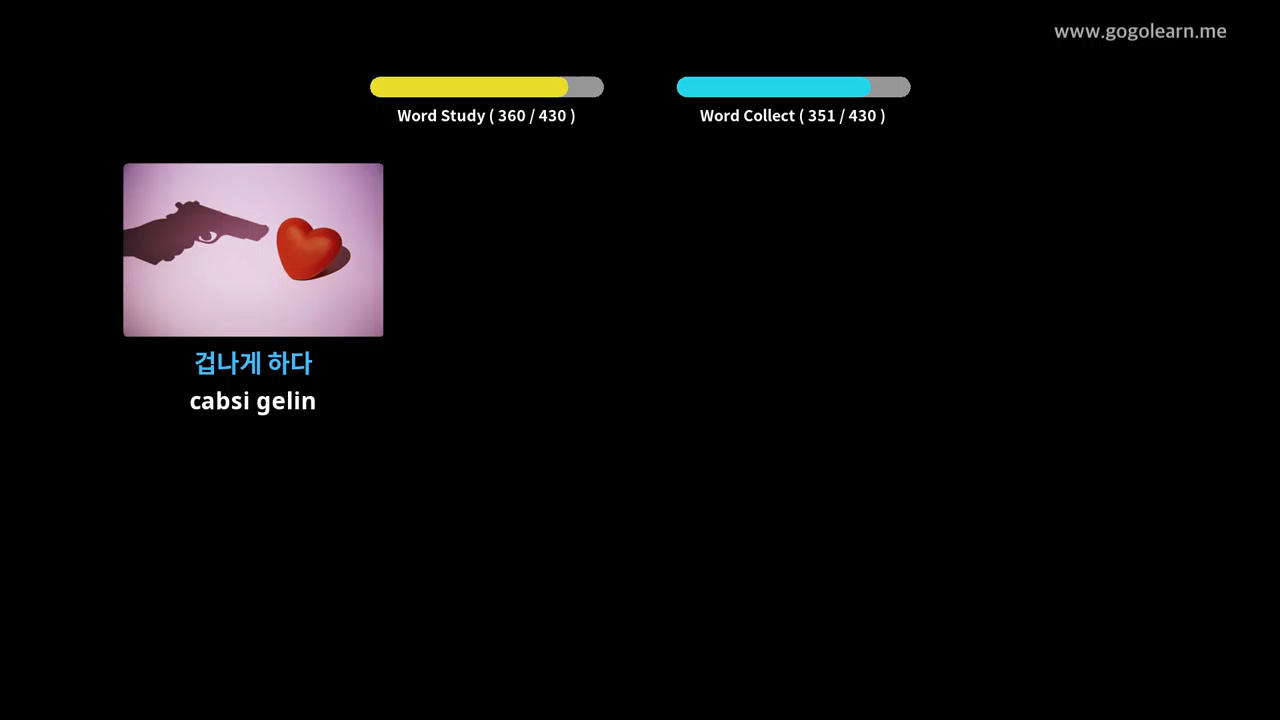 www.gogolearn.me
Word Study ( 360 / 430 )
Word Collect ( 351 / 430 )
겁나게 하다
cabsi gelin